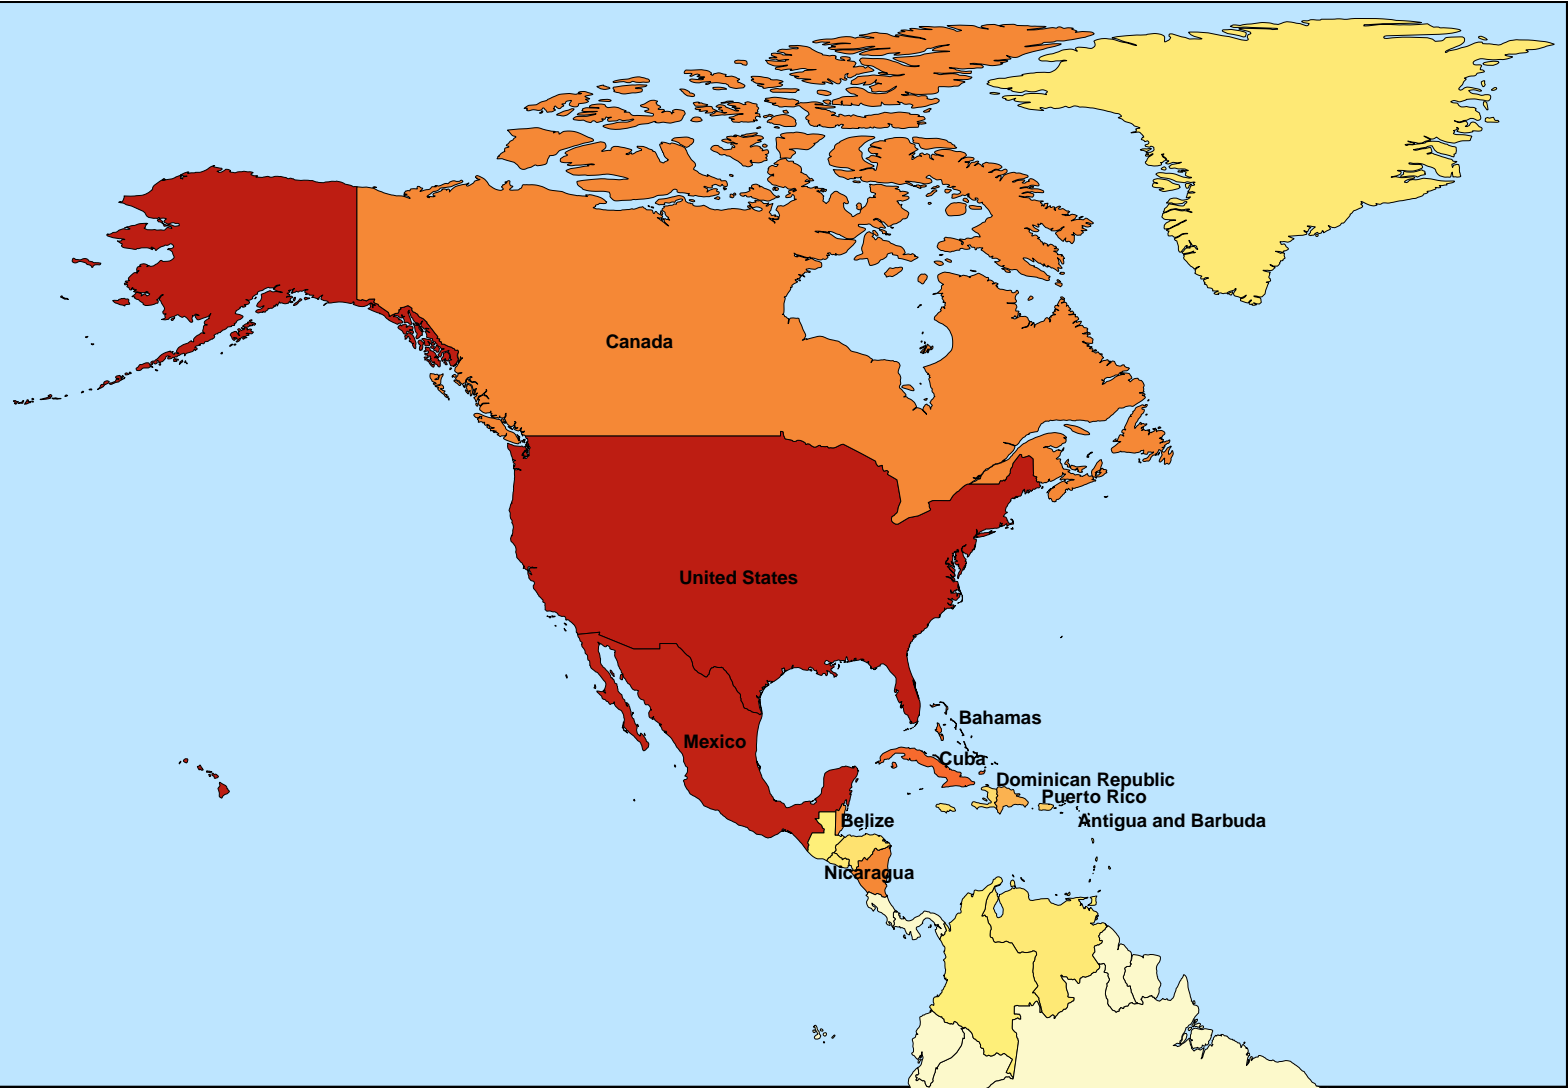 Canada
United States
Bahamas
Mexico
Cuba
Dominican Republic
Puerto Rico
Belize
Antigua and Barbuda
Nicaragua